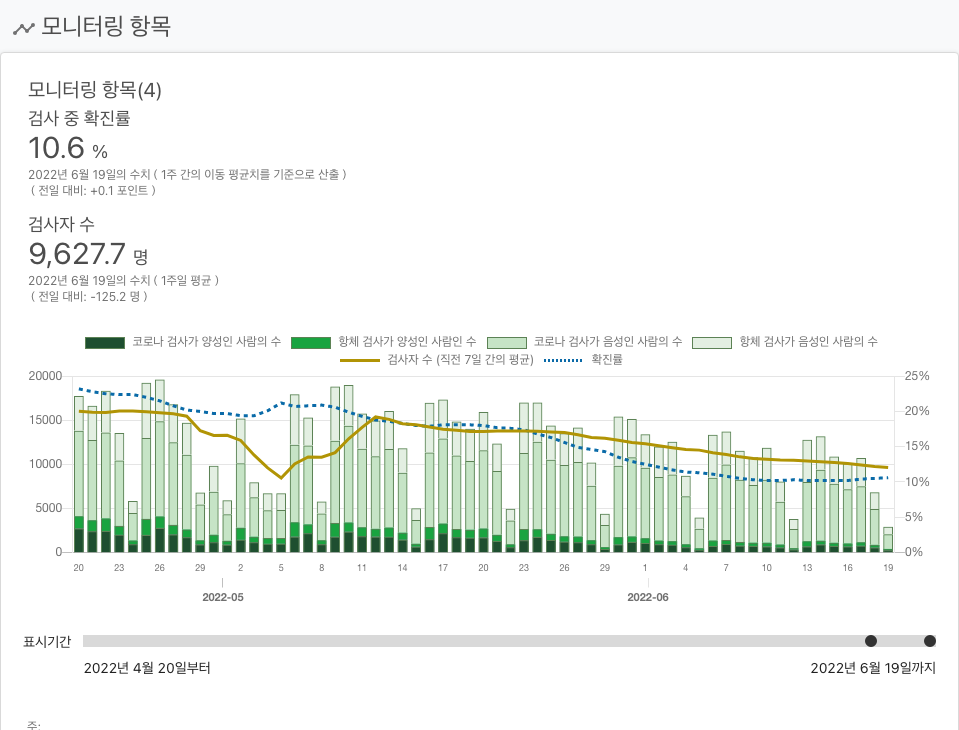 모니터링 항목
모니터링 항목(4)
검사 중 확진률
10.6 %
2022년 6월 19일의 수치 ( 1주 간의 이동 평균치를 기준으로 산출 )
( 전일 대비: +0.1 포인트 )
검사자 수
9,627.7 명
2022년 6월 19일의 수치 ( 1주일 평균 )
( 전일 대비: -125.2 명 )
코로나 검사가 양성인 사람의 수 항체 검사가 양성인 사람인 수 코로나 검사가 음성인 사람의 수 항체 검사가 음성인 사람의 수
검사자 수 (직전 7일 간의 평균) 확진률
20000 25%
20%
15000
15%
10000
10%
5000
5%
0 0%
20 23 26 29 2 5 8 11 14 17 20 23 26 29 1 4 7 10 13 16 19
2022-05 2022-06
표시기간
2022년 4월 20일부터 2022년 6월 19일까지
주: